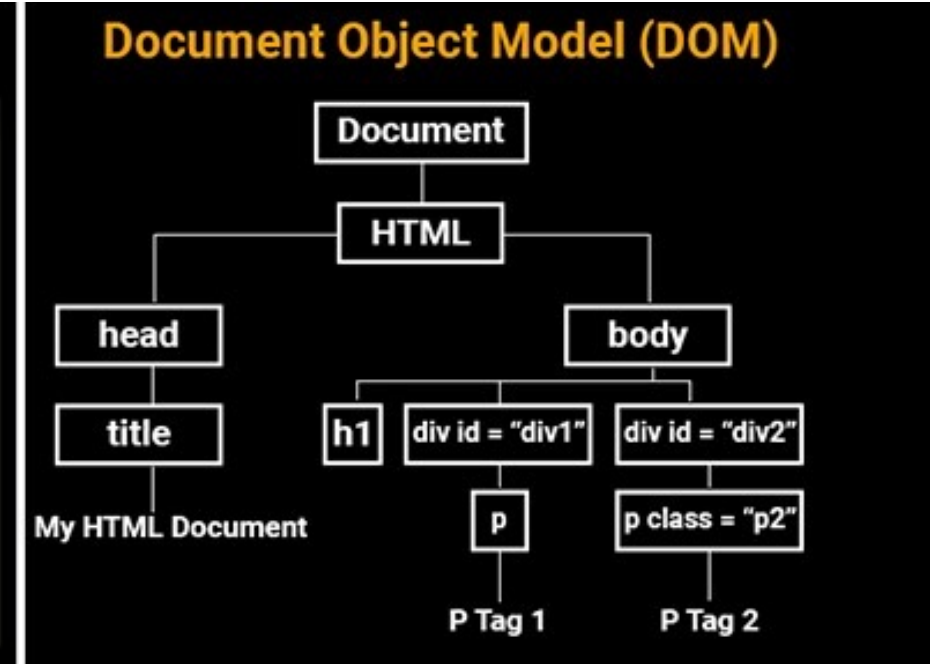 Document Object Model (DOM)
Document
HTML
head
body
title
h1
div id = “div1”
div id = “div2”
My HTML Document
p
p class = “p2”
P Tag 1
P Tag 2